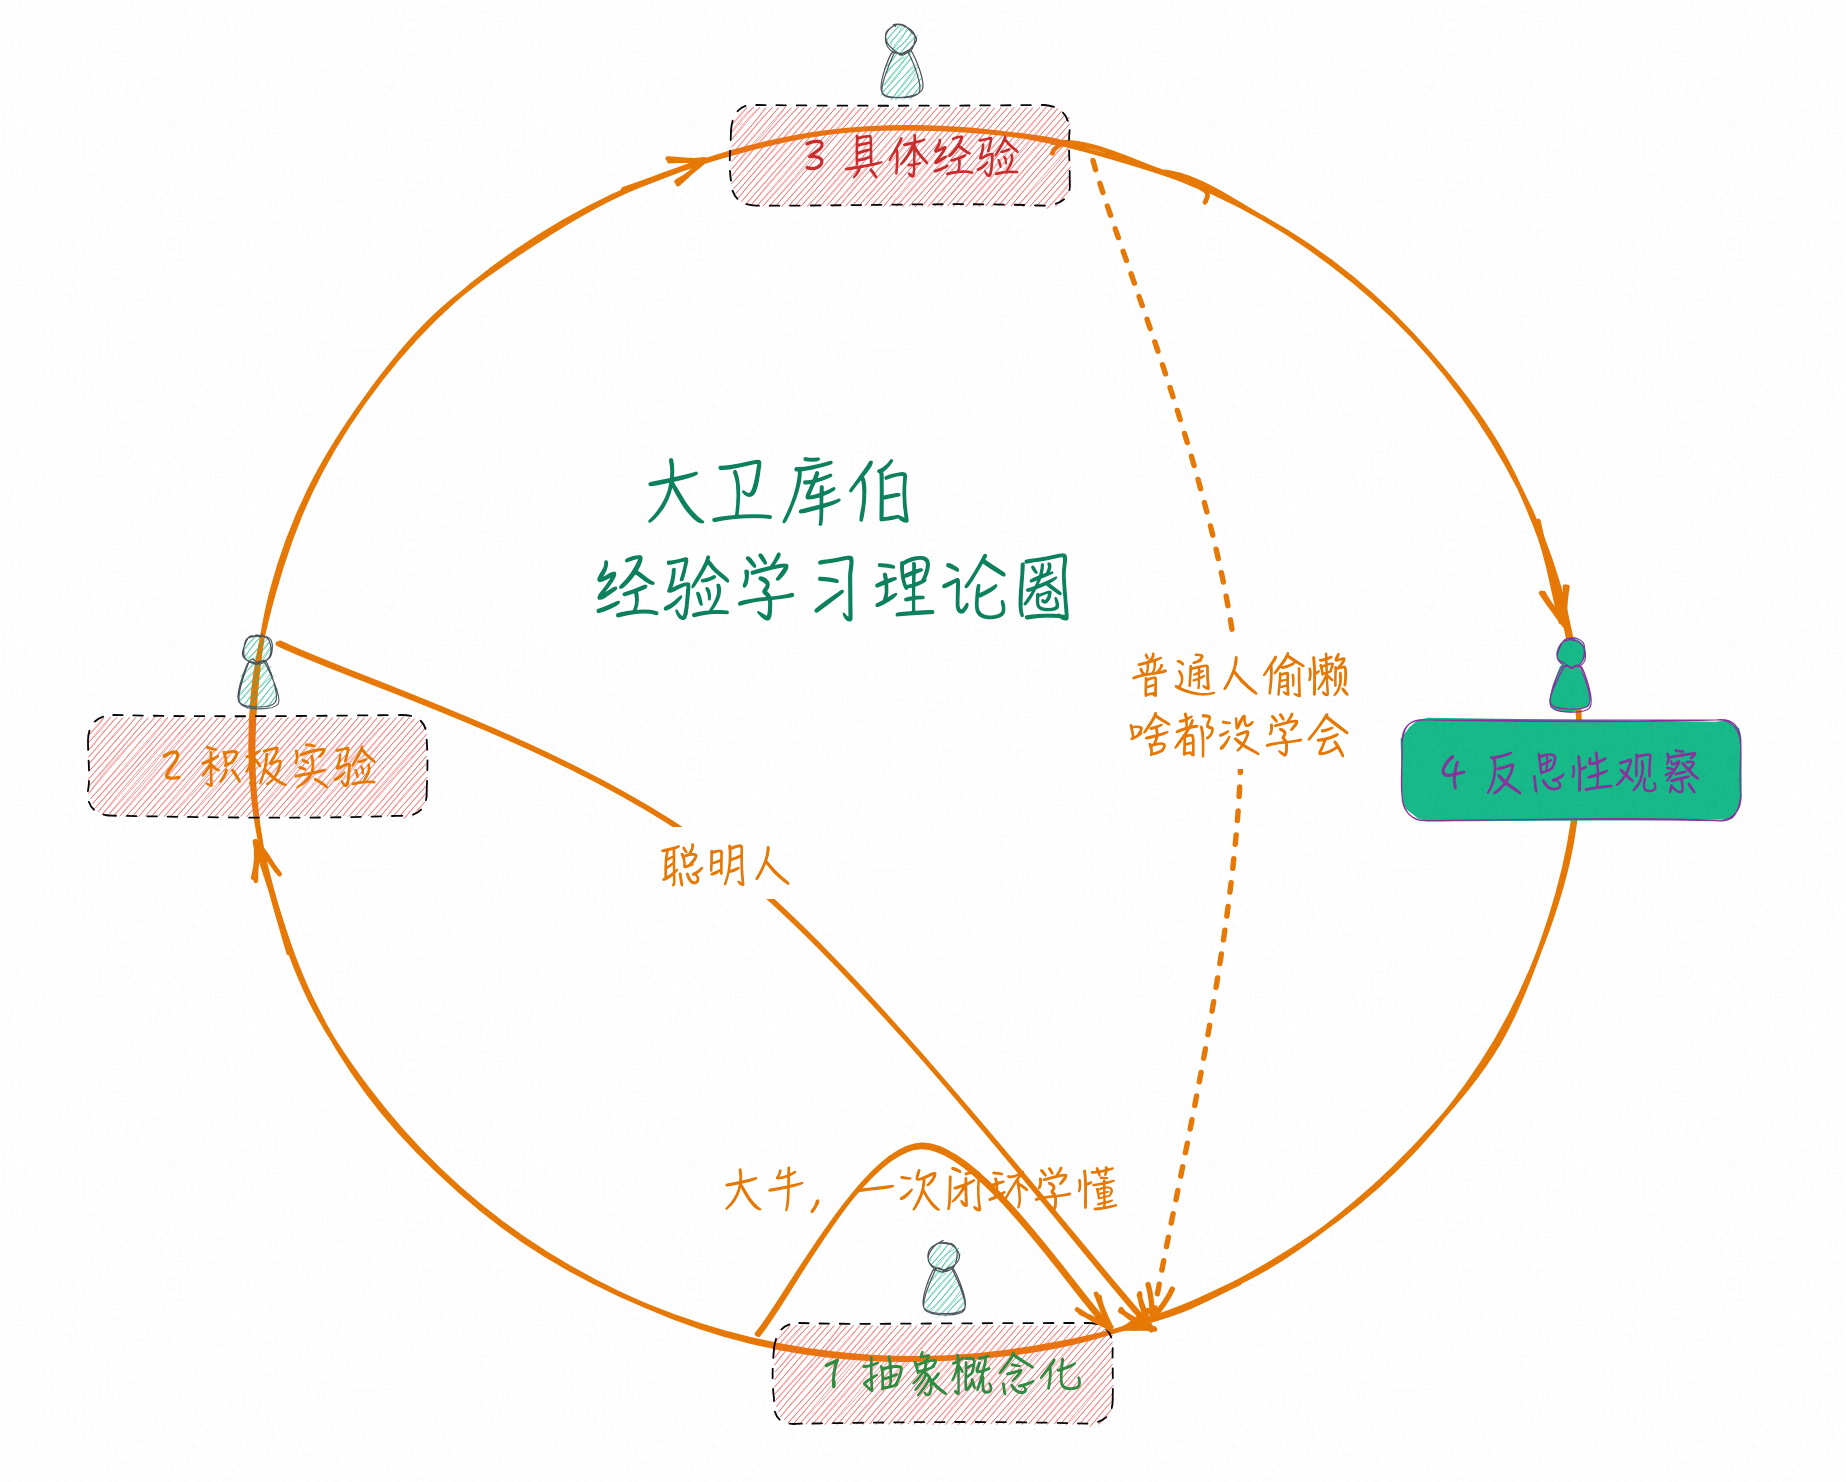 3 具体经验
大卫库伯
经验学习理论圈
普通人偷懒
啥都没学会
2 积极实验
4 反思性观察
聪明人
大牛，一次闭环学懂
1 抽象概念化